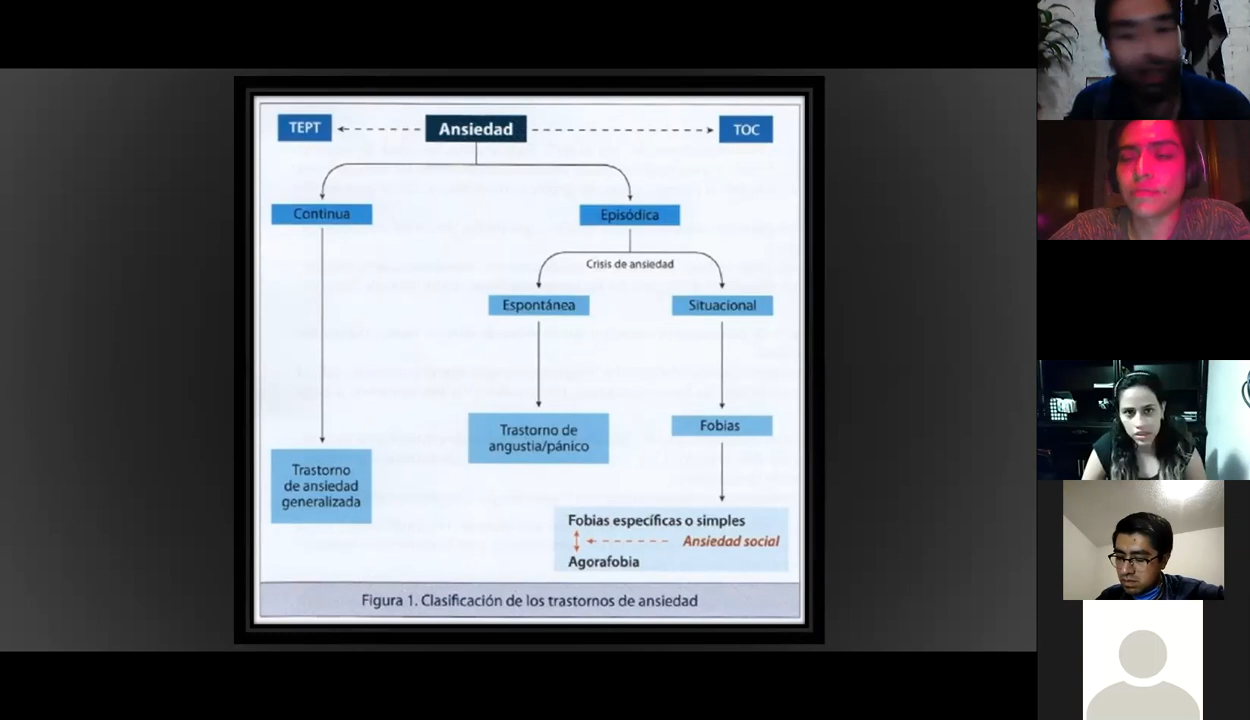 TEPT
Ansiedad
TOC
Continua
Episódica
Crisis de ansiedad
Espontánea
Situacional
Trastorno de
angustia/pánico
Fobias
Trastorno
de ansiedad
generalizada
Fobias específicas o simples
Ansiedad social
Agorafobia
Figura 1. Clasificación de los trastornos de ansiedad